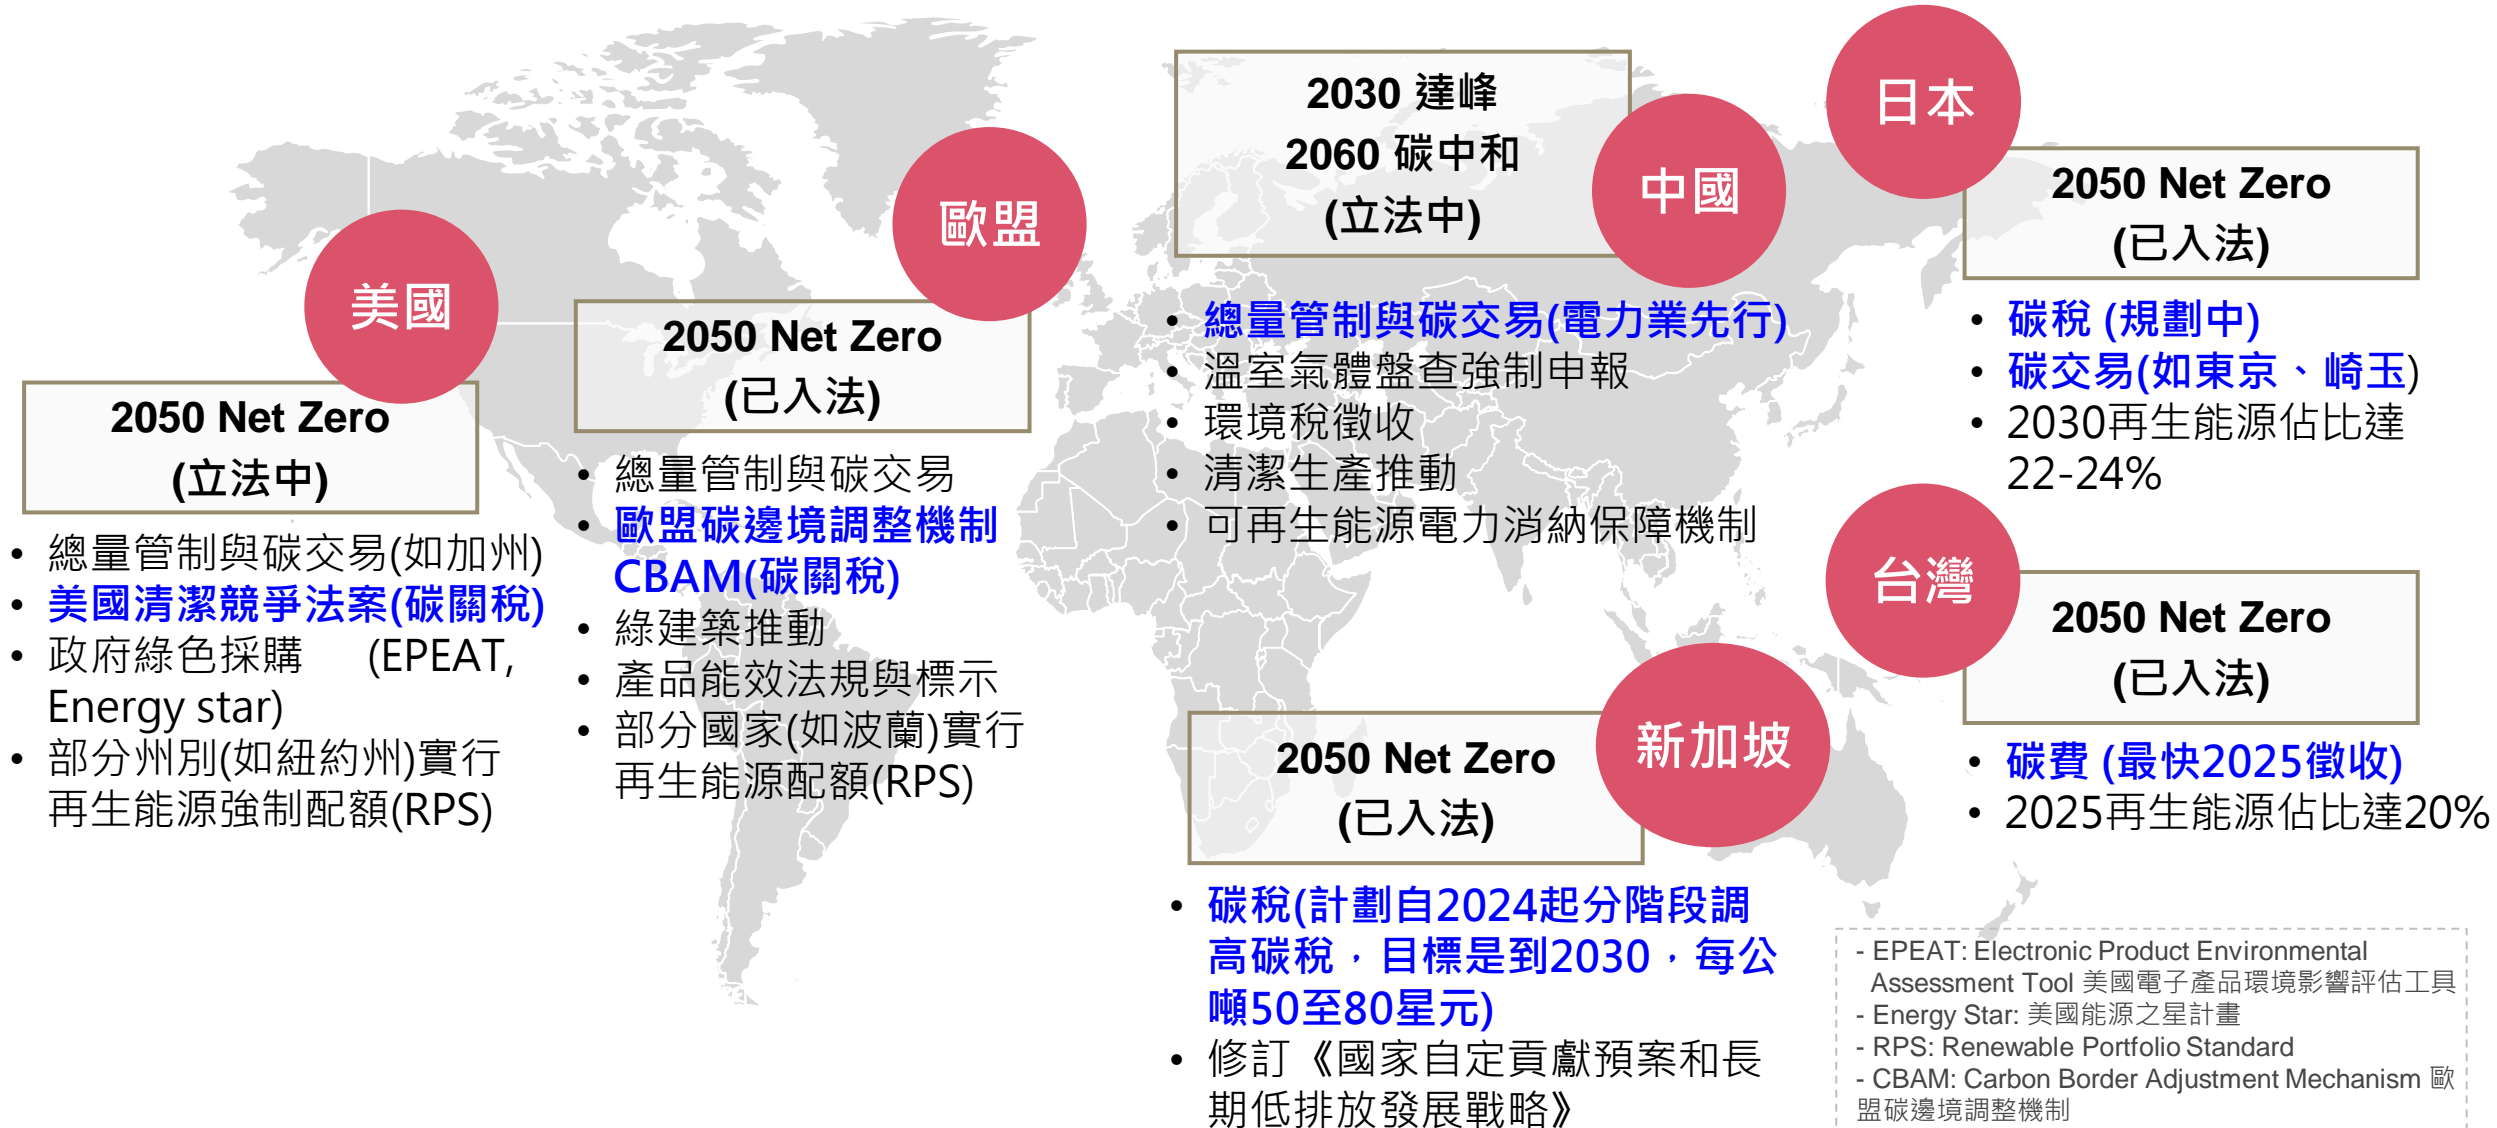 美國
2050 Net Zero
(立法中)
• 總量管制與碳交易(如加州)
• 美國清潔競爭法案(碳關稅)
• 政府綠色採購 (EPEAT,
Energy star)
• 部分州別(如紐約州)實行
再生能源強制配額(RPS)
歐盟
2050 Net Zero
(已入法)
• 總量管制與碳交易
• 歐盟碳邊境調整機制
CBAM(碳關稅)
• 綠建築推動
• 產品能效法規與標示
• 部分國家(如波蘭)實行
再生能源配額(RPS)
中國
2030 達峰
2060 碳中和
(立法中)
• 總量管制與碳交易(電力業先行)
• 溫室氣體盤查強制申報
• 環境稅徵收
• 清潔生產推動
• 可再生能源電力消納保障機制
日本
2050 Net Zero
(已入法)
• 碳稅 (規劃中)
• 碳交易(如東京、崎玉)
• 2030再生能源佔比達
22-24%
台灣
2050 Net Zero
(已入法)
• 碳費 (最快2025徵收)
• 2025再生能源佔比達20%
新加坡
2050 Net Zero
(已入法)
• 碳稅(計劃自2024起分階段調
高碳稅，目標是到2030，每公
噸50至80星元)
• 修訂《國家自定貢獻預案和長
期低排放發展戰略》
- EPEAT: Electronic Product Environmental
Assessment Tool 美國電子產品環境影響評估工具
- Energy Star: 美國能源之星計畫
- RPS: Renewable Portfolio Standard
- CBAM: Carbon Border Adjustment Mechanism 歐
盟碳邊境調整機制